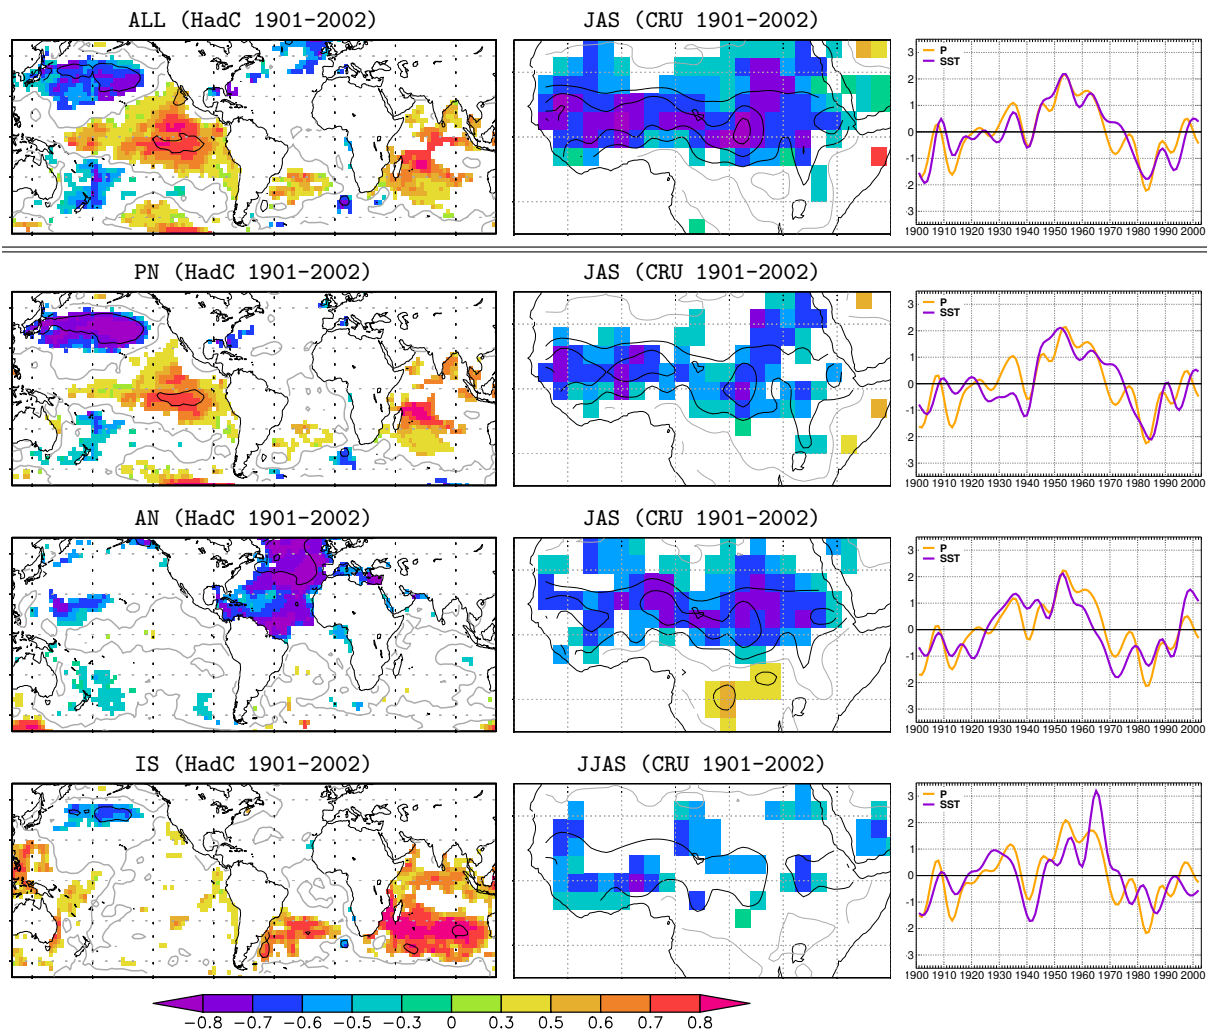 ALL (HadC 1901-2002)
JAS (CRU 1901-2002)
P
SST
3
2
1
0
1
2
3
1900 1910 1920 1930 1940 1950 1960 1970 1980 1990 2000
PN (HadC 1901-2002)
JAS (CRU 1901-2002)
P
SST
3
2
1
0
1
2
3
1900 1910 1920 1930 1940 1950 1960 1970 1980 1990 2000
AN (HadC 1901-2002)
JAS (CRU 1901-2002)
P
SST
3
2
1
0
1
2
3
1900 1910 1920 1930 1940 1950 1960 1970 1980 1990 2000
IS (HadC 1901-2002)
JJAS (CRU 1901-2002)
P
SST
3
2
1
0
1
2
3
1900 1910 1920 1930 1940 1950 1960 1970 1980 1990 2000
-0.8 -0.7 -0.6 -0.5 -0.3 0 0.3 0.5 0.6 0.7 0.8